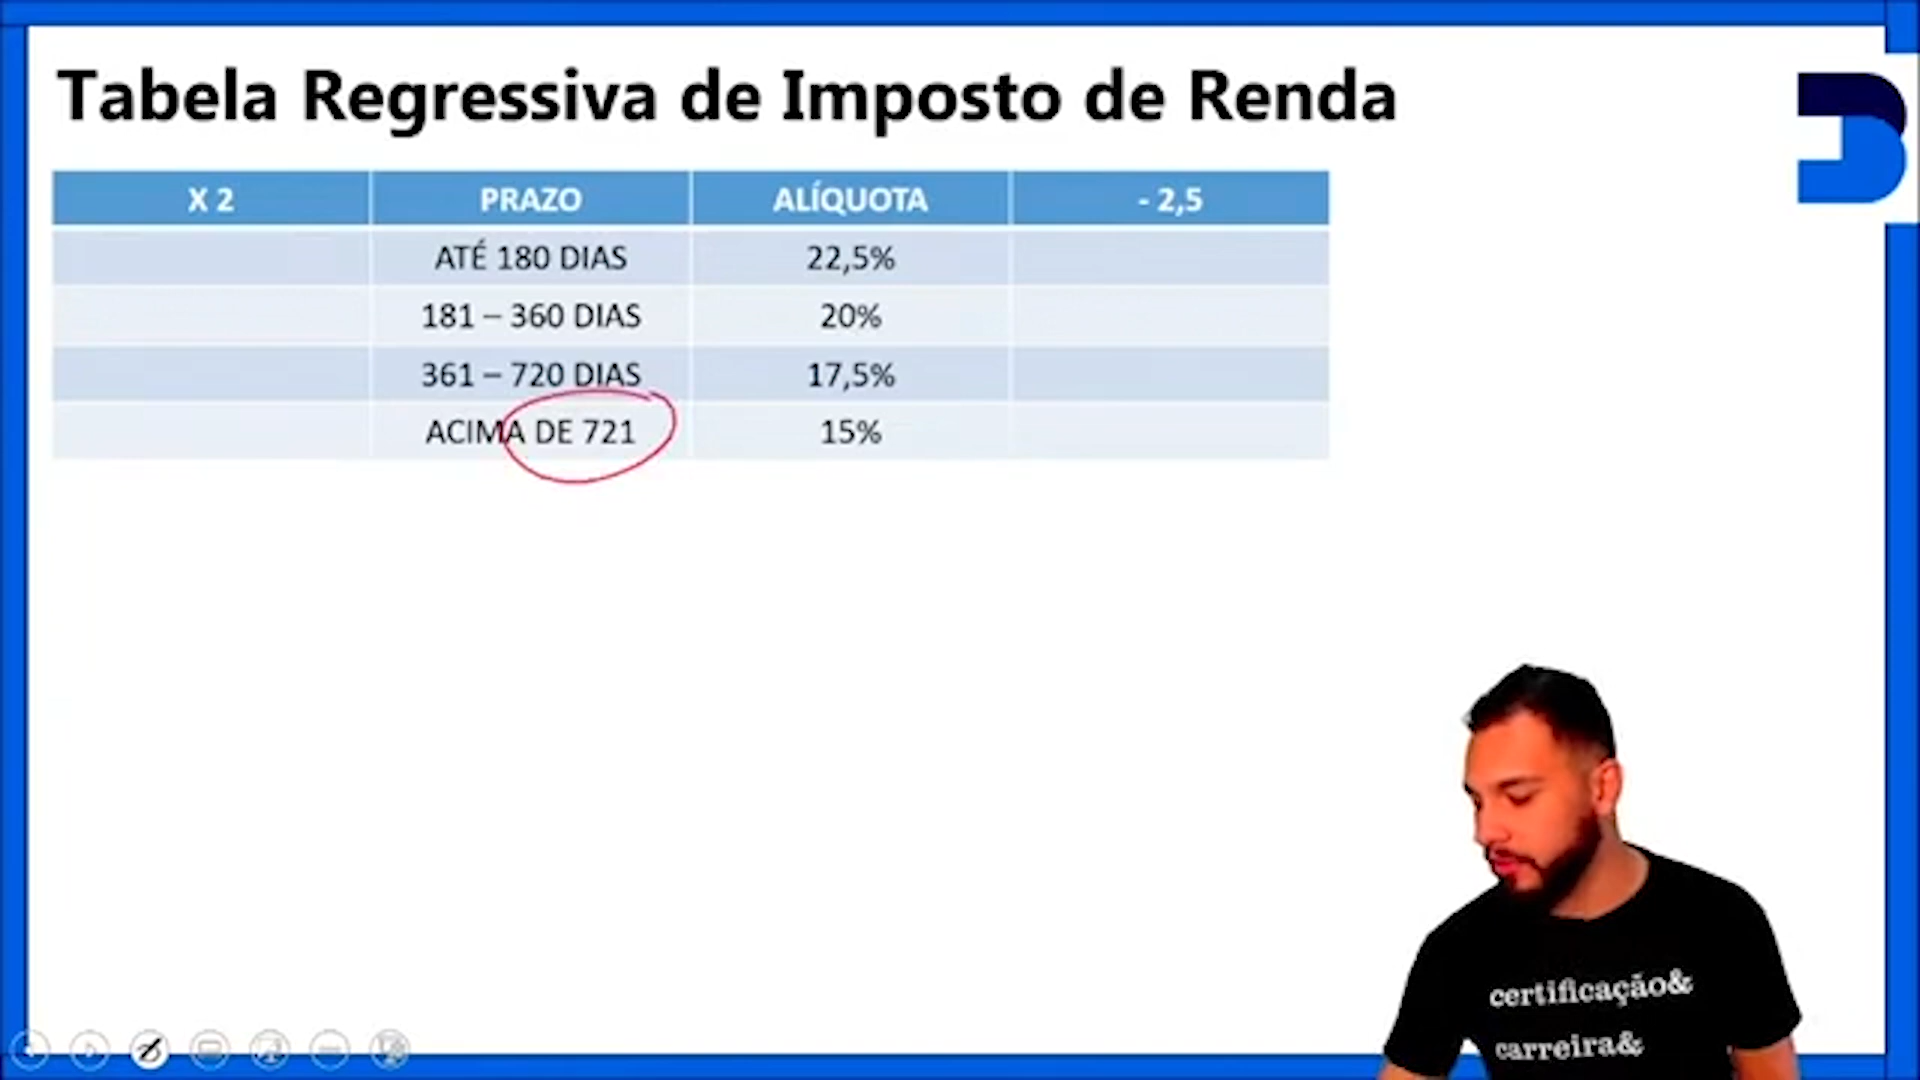 Tabela Regressiva de Imposto de Renda
X 2 PRAZO ALÍQUOTA - 2,5
ATÉ 180 DIAS 22,5%
181 – 360 DIAS 20%
361 – 720 DIAS 17,5%
ACIMA DE 721 15%
certificação&
carreira&